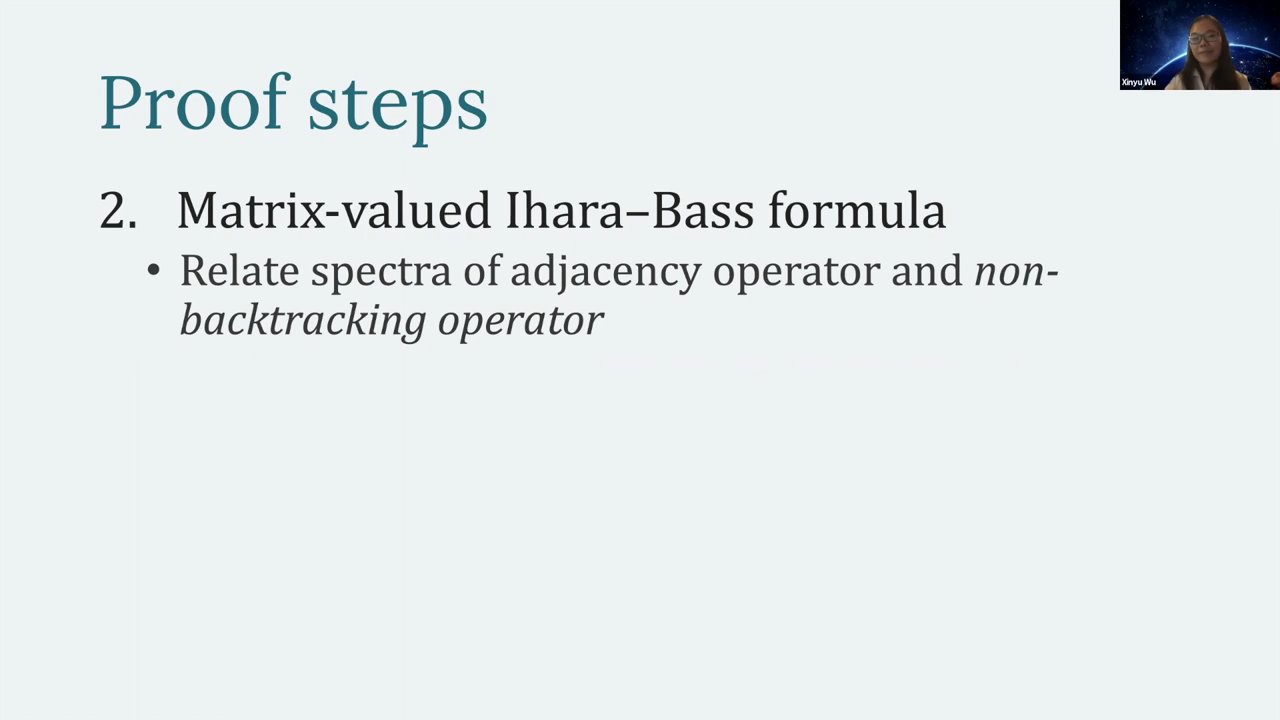 Proof steps
Xinyu Wu
2. Matrix-valued Ihara–Bass formula
• Relate spectra of adjacency operator and non-
backtracking operator